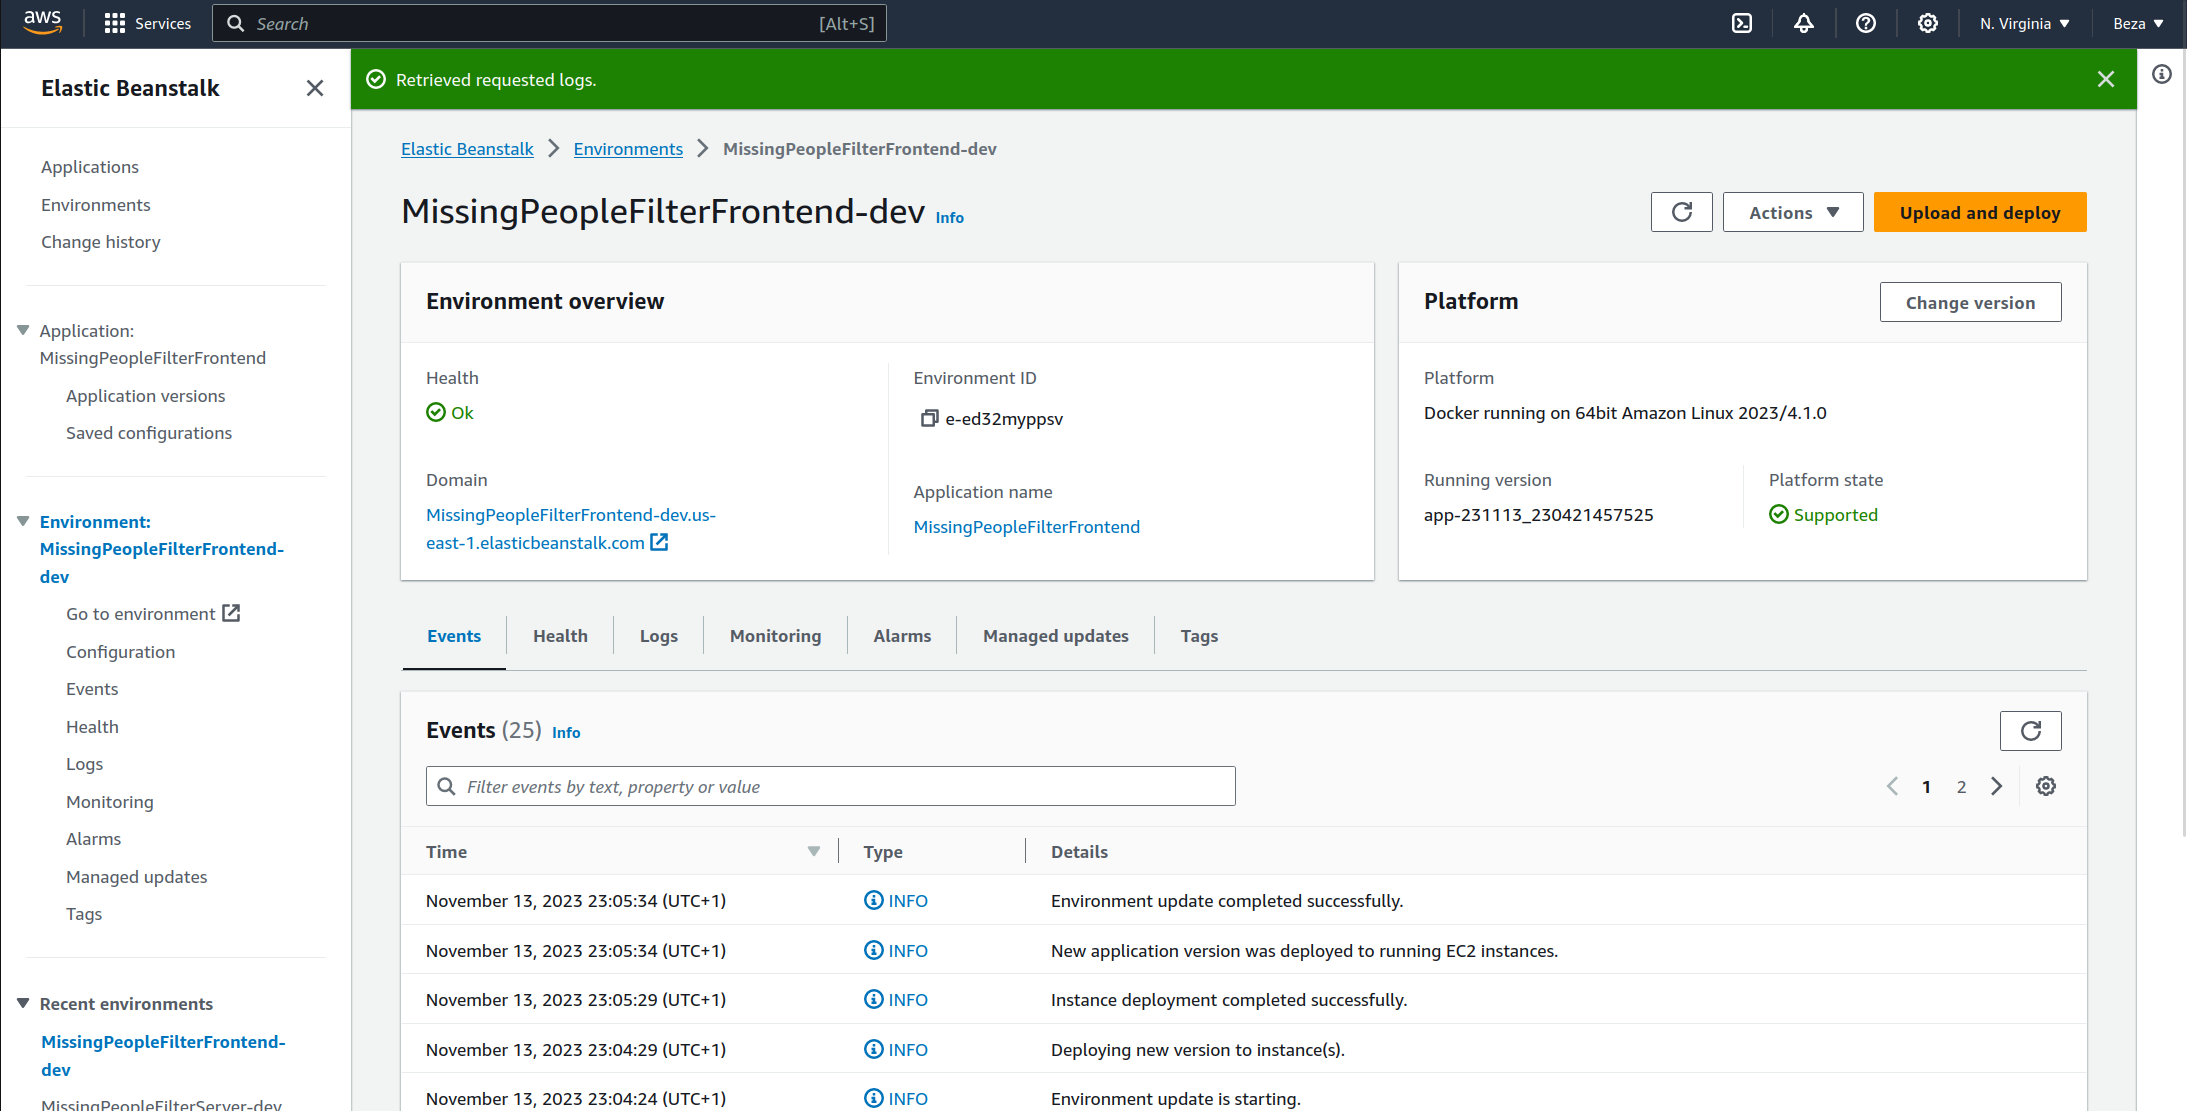 aws
Services
Search
[Alt+S]
N. Virginia
Beza
Elastic Beanstalk
Applications
Environments
Change history
Application:
MissingPeopleFilterFrontend
Application versions
Saved configurations
Environment:
MissingPeopleFilterFrontend-
dev
Go to environment
Configuration
Events
Health
Logs
Monitoring
Alarms
Managed updates
Tags
Recent environments
MissingPeopleFilterFrontend-
dev
MissingPeopleFilterServer-dev
Retrieved requested logs.
Elastic Beanstalk
Environments
MissingPeopleFilterFrontend-dev
MissingPeopleFilterFrontend-dev Info
Actions
Upload and deploy
Environment overview
Health
Ok
Domain
MissingPeopleFilterFrontend-dev.us-
east-1.elasticbeanstalk.com
Environment ID
e-ed32myppsv
Application name
MissingPeopleFilterFrontend
Platform
Change version
Platform
Docker running on 64bit Amazon Linux 2023/4.1.0
Running version
app-231113_230421457525
Platform state
Supported
Events
Health
Logs
Monitoring
Alarms
Managed updates
Tags
Events (25) Info
Filter events by text, property or value
1
2
Time
Type
Details
November 13, 2023 23:05:34 (UTC+1) INFO Environment update completed successfully.
November 13, 2023 23:05:34 (UTC+1) INFO New application version was deployed to running EC2 instances.
November 13, 2023 23:05:29 (UTC+1) INFO Instance deployment completed successfully.
November 13, 2023 23:04:29 (UTC+1) INFO Deploying new version to instance(s).
November 13, 2023 23:04:24 (UTC+1) INFO Environment update is starting.